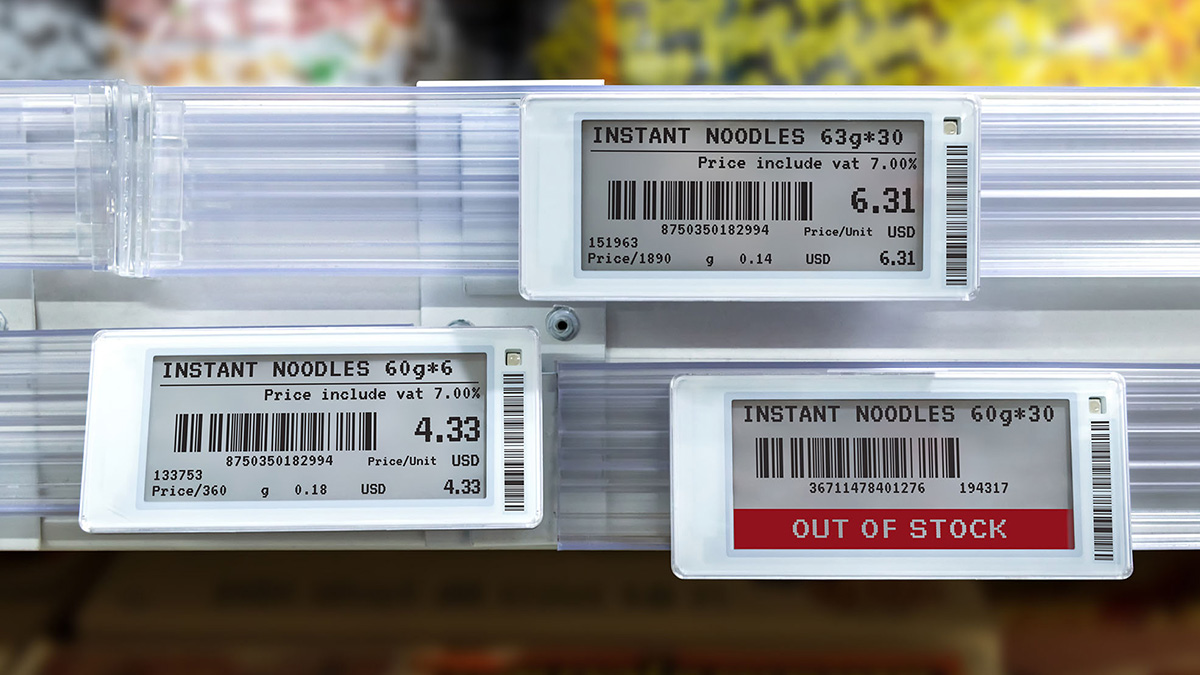 INSTANT NOODLES 63g*30
Price include vat 7.00%
6.31
8750350182994 Price/Unit USD
151963
Price/1890 g 0.14 USD 6.31
INSTANT NOODLES 60g*6
Price include vat 7.00%
4.33
8750350182994 Price/Unit USD
133753
Price/360 g 0.18 USD 4.33
INSTANT NOODLES 60g*30
36711478401276 194317
OUT OF STOCK